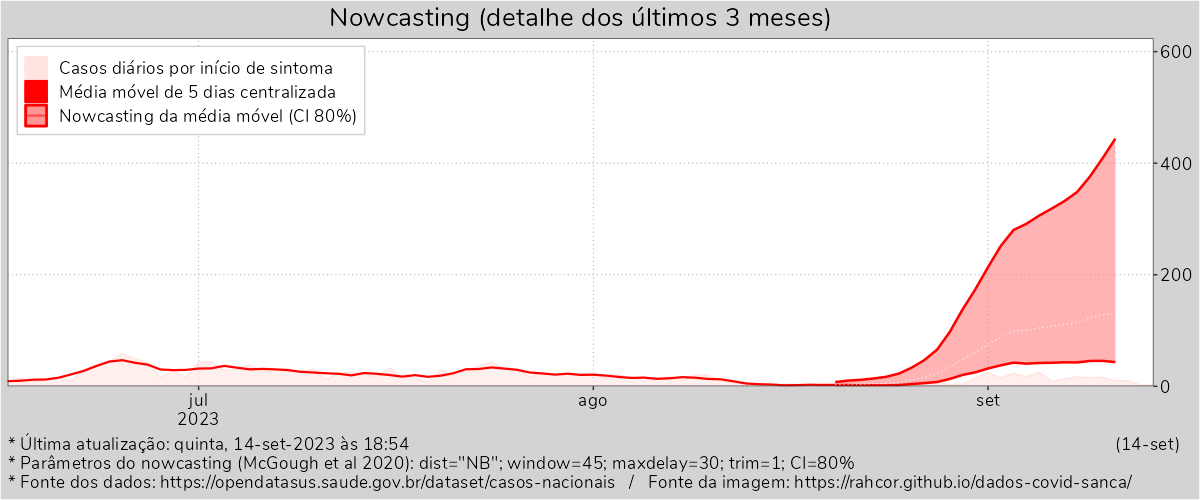 Nowcasting (detalhe dos últimos 3 meses)
Casos diários por início de sintoma
Média móvel de 5 dias centralizada
Nowcasting da média móvel (CI 80%)
600
400
200
0
jul
2023
ago
set
* Última atualização: quinta, 14-set-2023 às 18:54
(14-set)
* Parâmetros do nowcasting (McGough et al 2020): dist="NB"; window=45; maxdelay=30; trim=1; CI=80%
* Fonte dos dados: https://opendatasus.saude.gov.br/dataset/casos-nacionais / Fonte da imagem: https://rahcor.github.io/dados-covid-sanca/